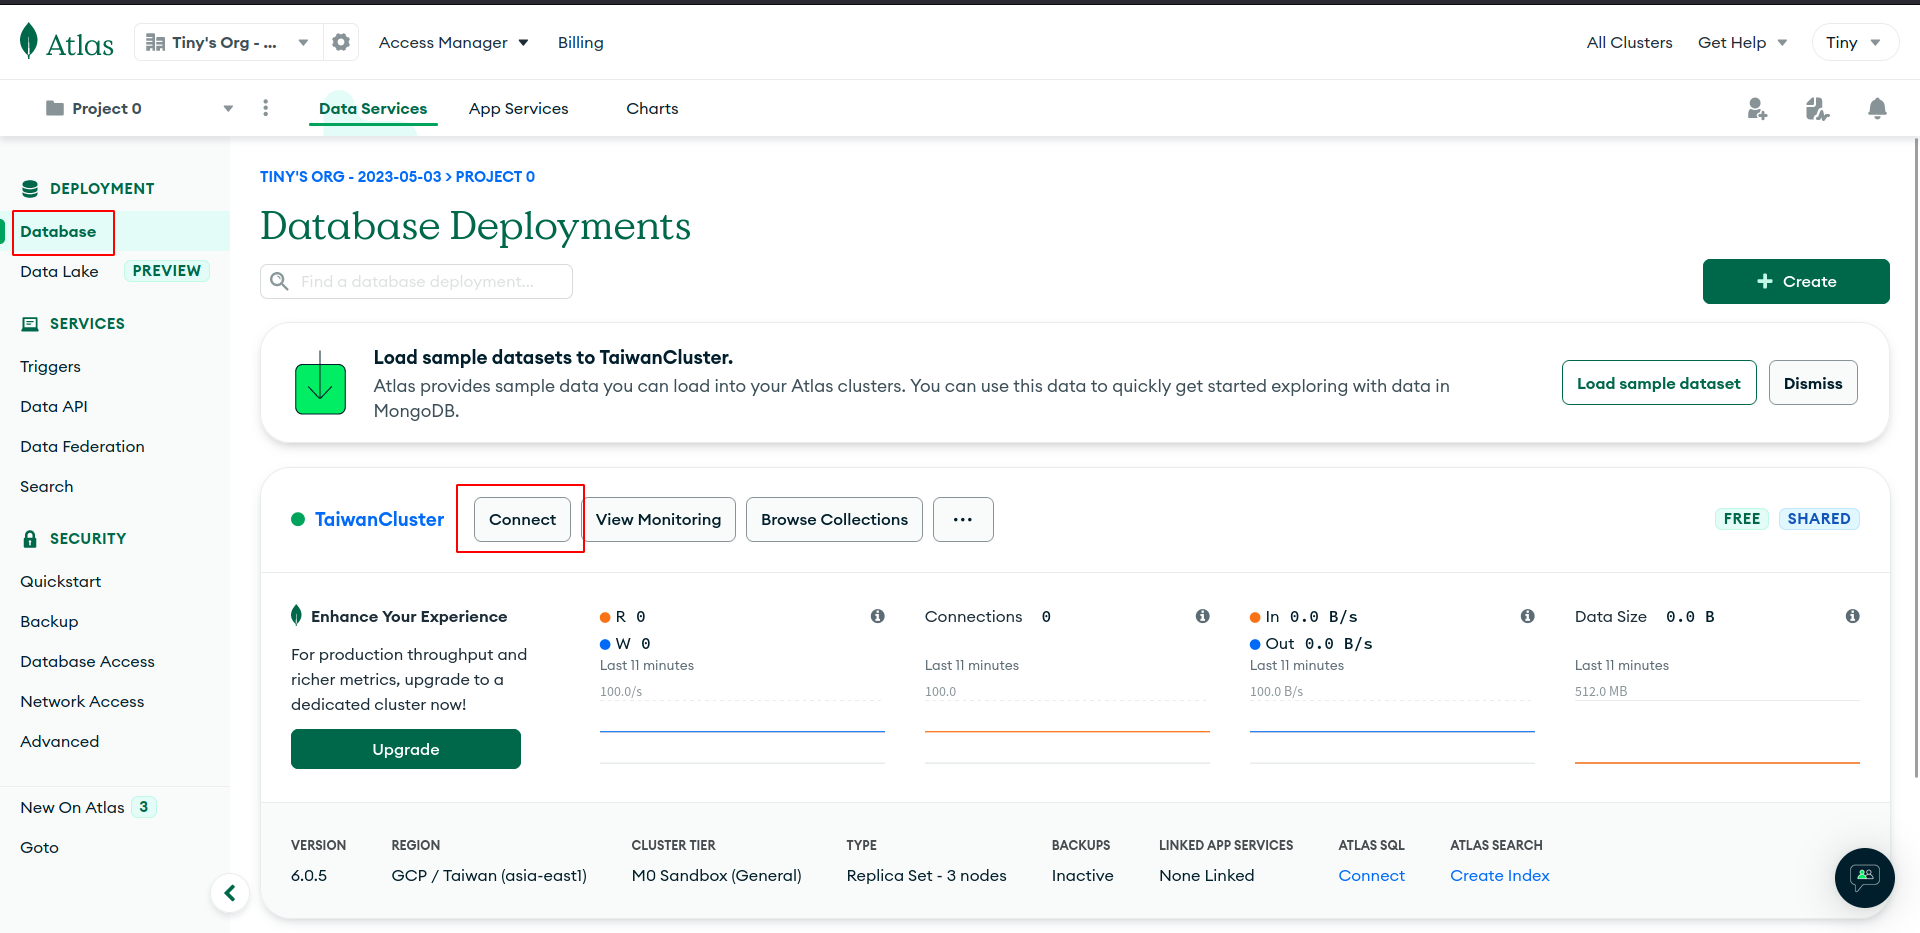 Atlas
Tiny's Org - ...
Access Manager
Billing
All Clusters
Get Help
Tiny
Project 0
Data Services
App Services
Charts
DEPLOYMENT
Database
Data Lake PREVIEW
SERVICES
Triggers
Data API
Data Federation
Search
SECURITY
Quickstart
Backup
Database Access
Network Access
Advanced
New On Atlas 3
Goto
TINY'S ORG - 2023-05-03 > PROJECT 0
Database Deployments
Find a database deployment...
+ Create
Load sample datasets to TaiwanCluster.
Atlas provides sample data you can load into your Atlas clusters. You can use this data to quickly get started exploring with data in
MongoDB.
Load sample dataset
Dismiss
TaiwanCluster
Connect
View Monitoring
Browse Collections
...
FREE
SHARED
Enhance Your Experience
For production throughput and
richer metrics, upgrade to a
dedicated cluster now!
Upgrade
R 0
W 0
Last 11 minutes
100.0/s
Connections 0
Last 11 minutes
100.0
In 0.0 B/s
Out 0.0 B/s
Last 11 minutes
100.0 B/s
Data Size 0.0 B
Last 11 minutes
512.0 MB
VERSION
6.0.5
REGION
GCP / Taiwan (asia-east1)
CLUSTER TIER
M0 Sandbox (General)
TYPE
Replica Set - 3 nodes
BACKUPS
Inactive
LINKED APP SERVICES
None Linked
ATLAS SQL
Connect
ATLAS SEARCH
Create Index